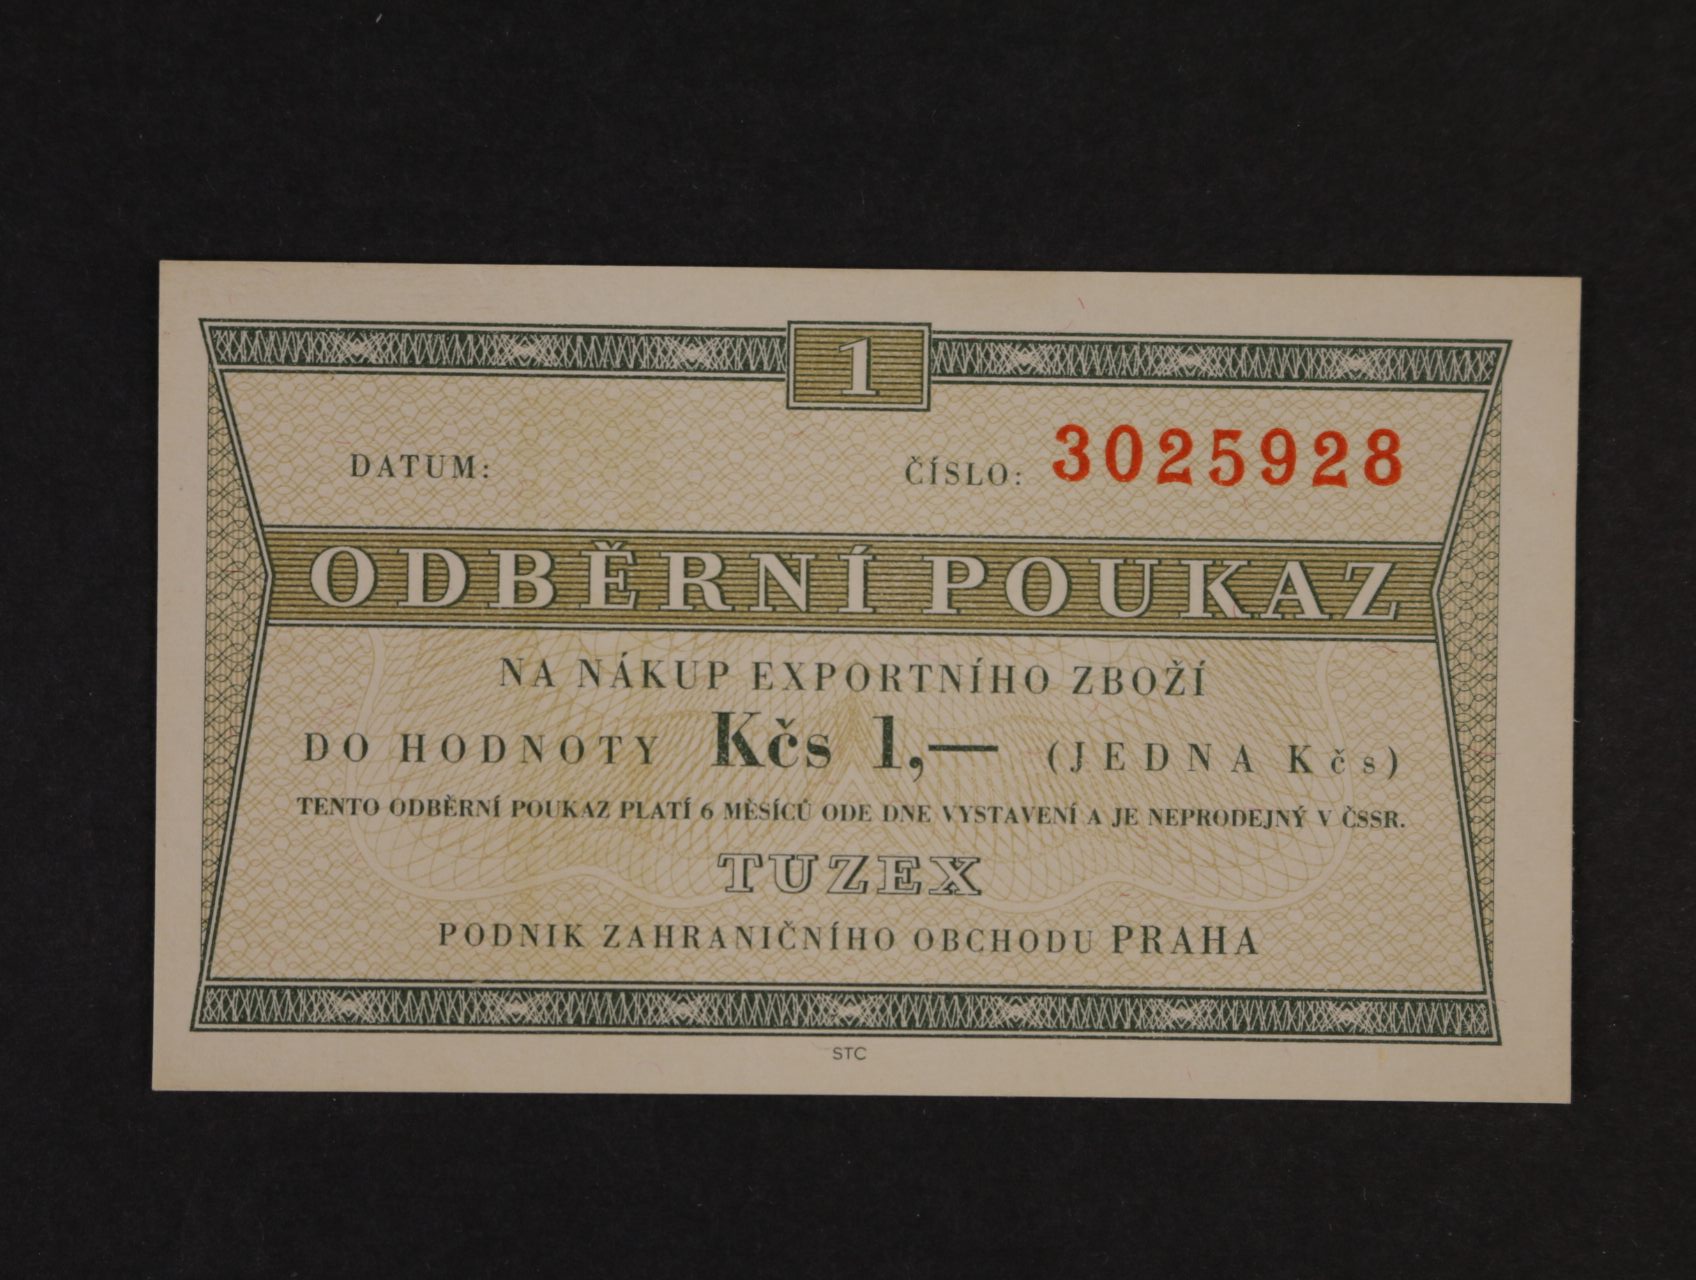 1
DATUM: ČÍSLO: 3025928
ODBĚRNÍ POUKAZ
NA NÁKUP EXPORTNÍHO ZBOŽÍ
DO HODNOTY Kčs 1,— (JEDNA Kčs)
TENTO ODBĚRNÍ POUKAZ PLATÍ 6 MĚSÍCŮ ODE DNE VYSTAVENÍ A JE NEPRODEJNÝ V ČSSR.
TUZEX
PODNIK ZAHRANIČNÍHO OBCHODU PRAHA
STC